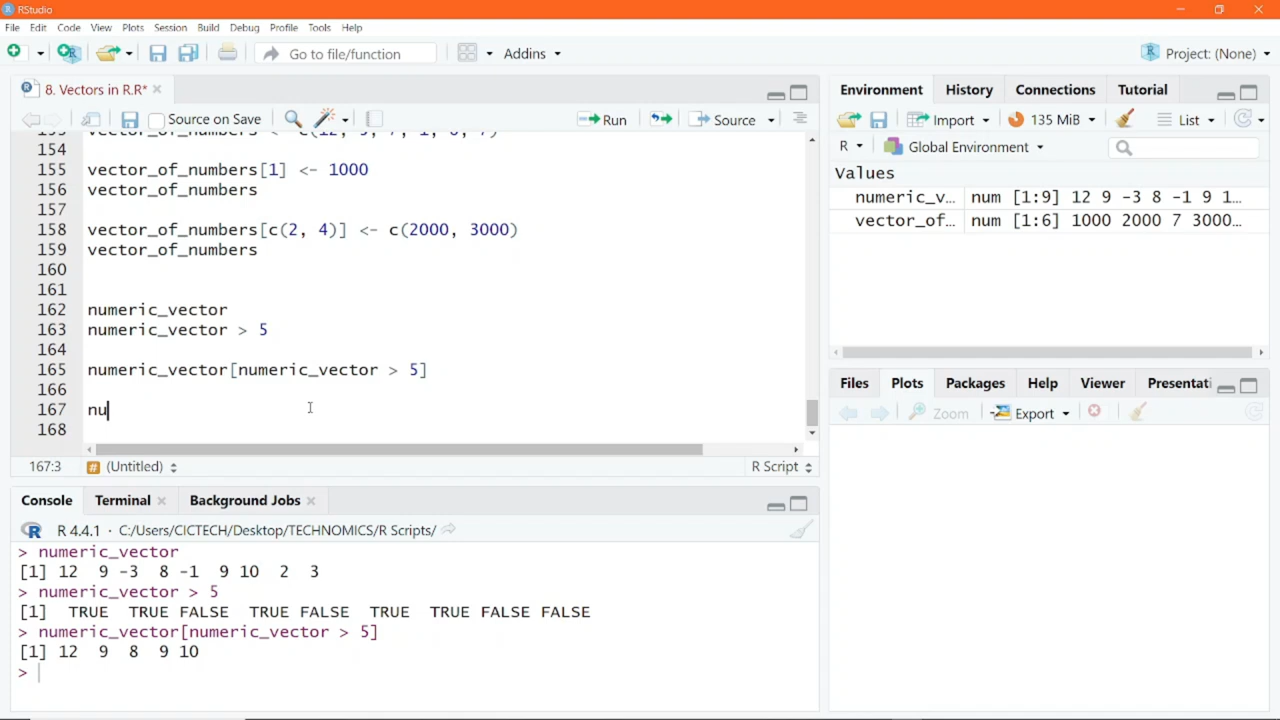 RStudio
File Edit Code View Plots Session Build Debug Profile Tools Help
Go to file/function Addins Project: (None)
8. Vectors in R.R*
Source on Save Run Source
154
155 vector_of_numbers[1] <- 1000
156 vector_of_numbers
157
158 vector_of_numbers[c(2, 4)] <- c(2000, 3000)
159 vector_of_numbers
160
161
162 numeric_vector
163 numeric_vector > 5
164
165 numeric_vector[numeric_vector > 5]
166
167 nu
168
167:3 # (Untitled) R Script
Console Terminal Background Jobs
R 4.4.1 · C:/Users/CICTECH/Desktop/TECHNOMICS/R Scripts/
> numeric_vector
[1] 12 9 -3 8 -1 9 10 2 3
> numeric_vector > 5
[1] TRUE TRUE FALSE TRUE FALSE TRUE TRUE FALSE FALSE
> numeric_vector[numeric_vector > 5]
[1] 12 9 8 9 10
>
Environment History Connections Tutorial
Import 135 MiB List
R Global Environment
Values
numeric_v… num [1:9] 12 9 -3 8 -1 9 1…
vector_of… num [1:6] 1000 2000 7 3000…
Files Plots Packages Help Viewer Presentati
Zoom Export